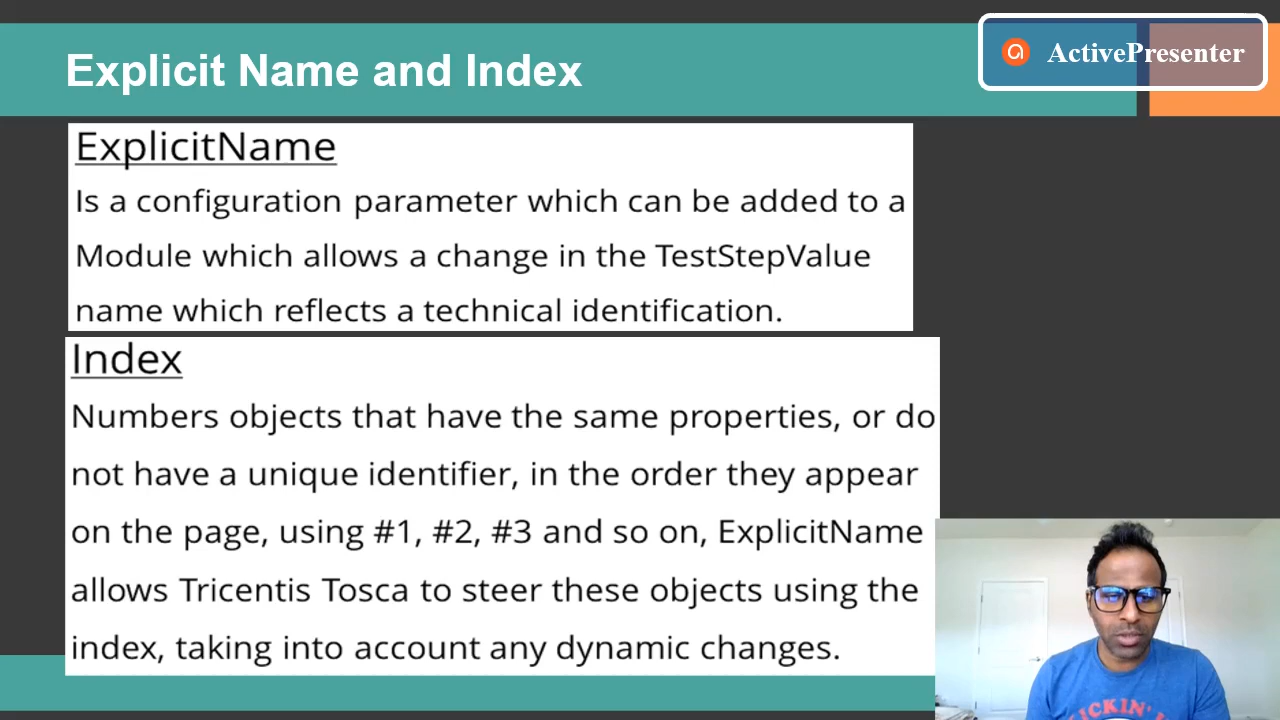 Explicit Name and Index
ActivePresenter
ExplicitName
Is a configuration parameter which can be added to a
Module which allows a change in the TestStepValue
name which reflects a technical identification.
Index
Numbers objects that have the same properties, or do
not have a unique identifier, in the order they appear
on the page, using #1, #2, #3 and so on, ExplicitName
allows Tricentis Tosca to steer these objects using the
index, taking into account any dynamic changes.